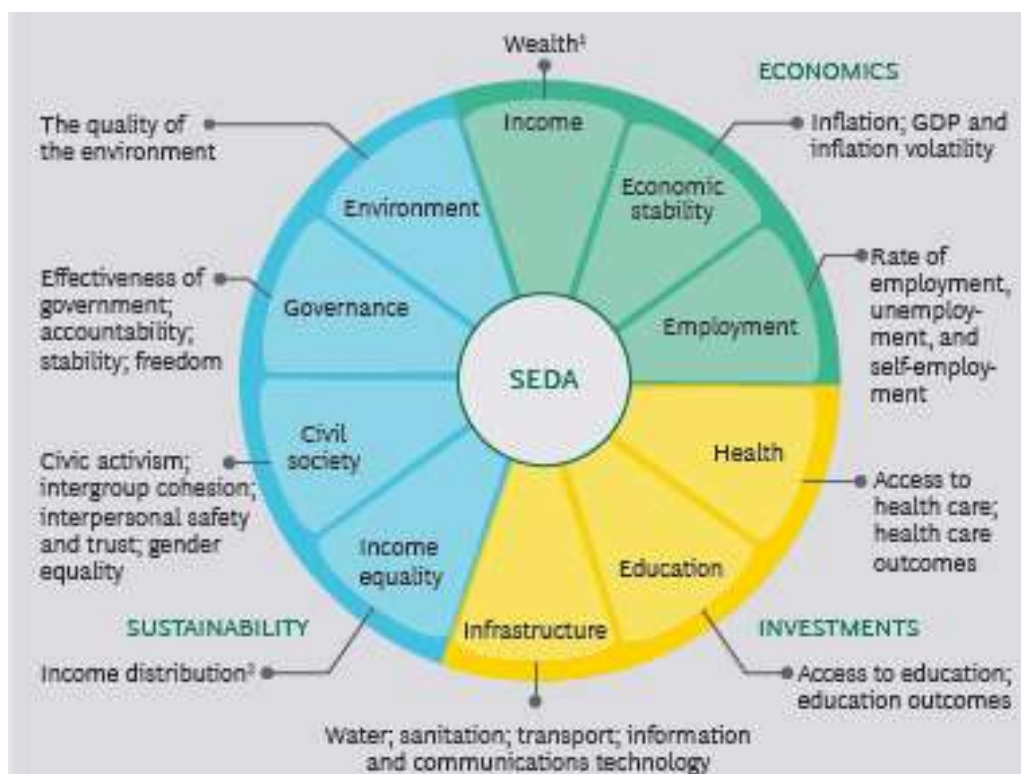 Wealth¹
ECONOMICS
Income
The quality of
the environment
Inflation; GDP and
inflation volatility
Economic
stability
Environment
Effectiveness of
government;
accountability;
stability; freedom
Governance
Rate of
employment,
unemploy-
ment, and
self-employ-
ment
Employment
SEDA
Civil
society
Health
Civic activism;
intergroup cohesion;
interpersonal safety
and trust; gender
equality
Access to
health care;
health care
outcomes
Income
equality
Education
SUSTAINABILITY
Infrastructure
INVESTMENTS
Income distribution²
Access to education;
education outcomes
Water; sanitation; transport; information
and communications technology